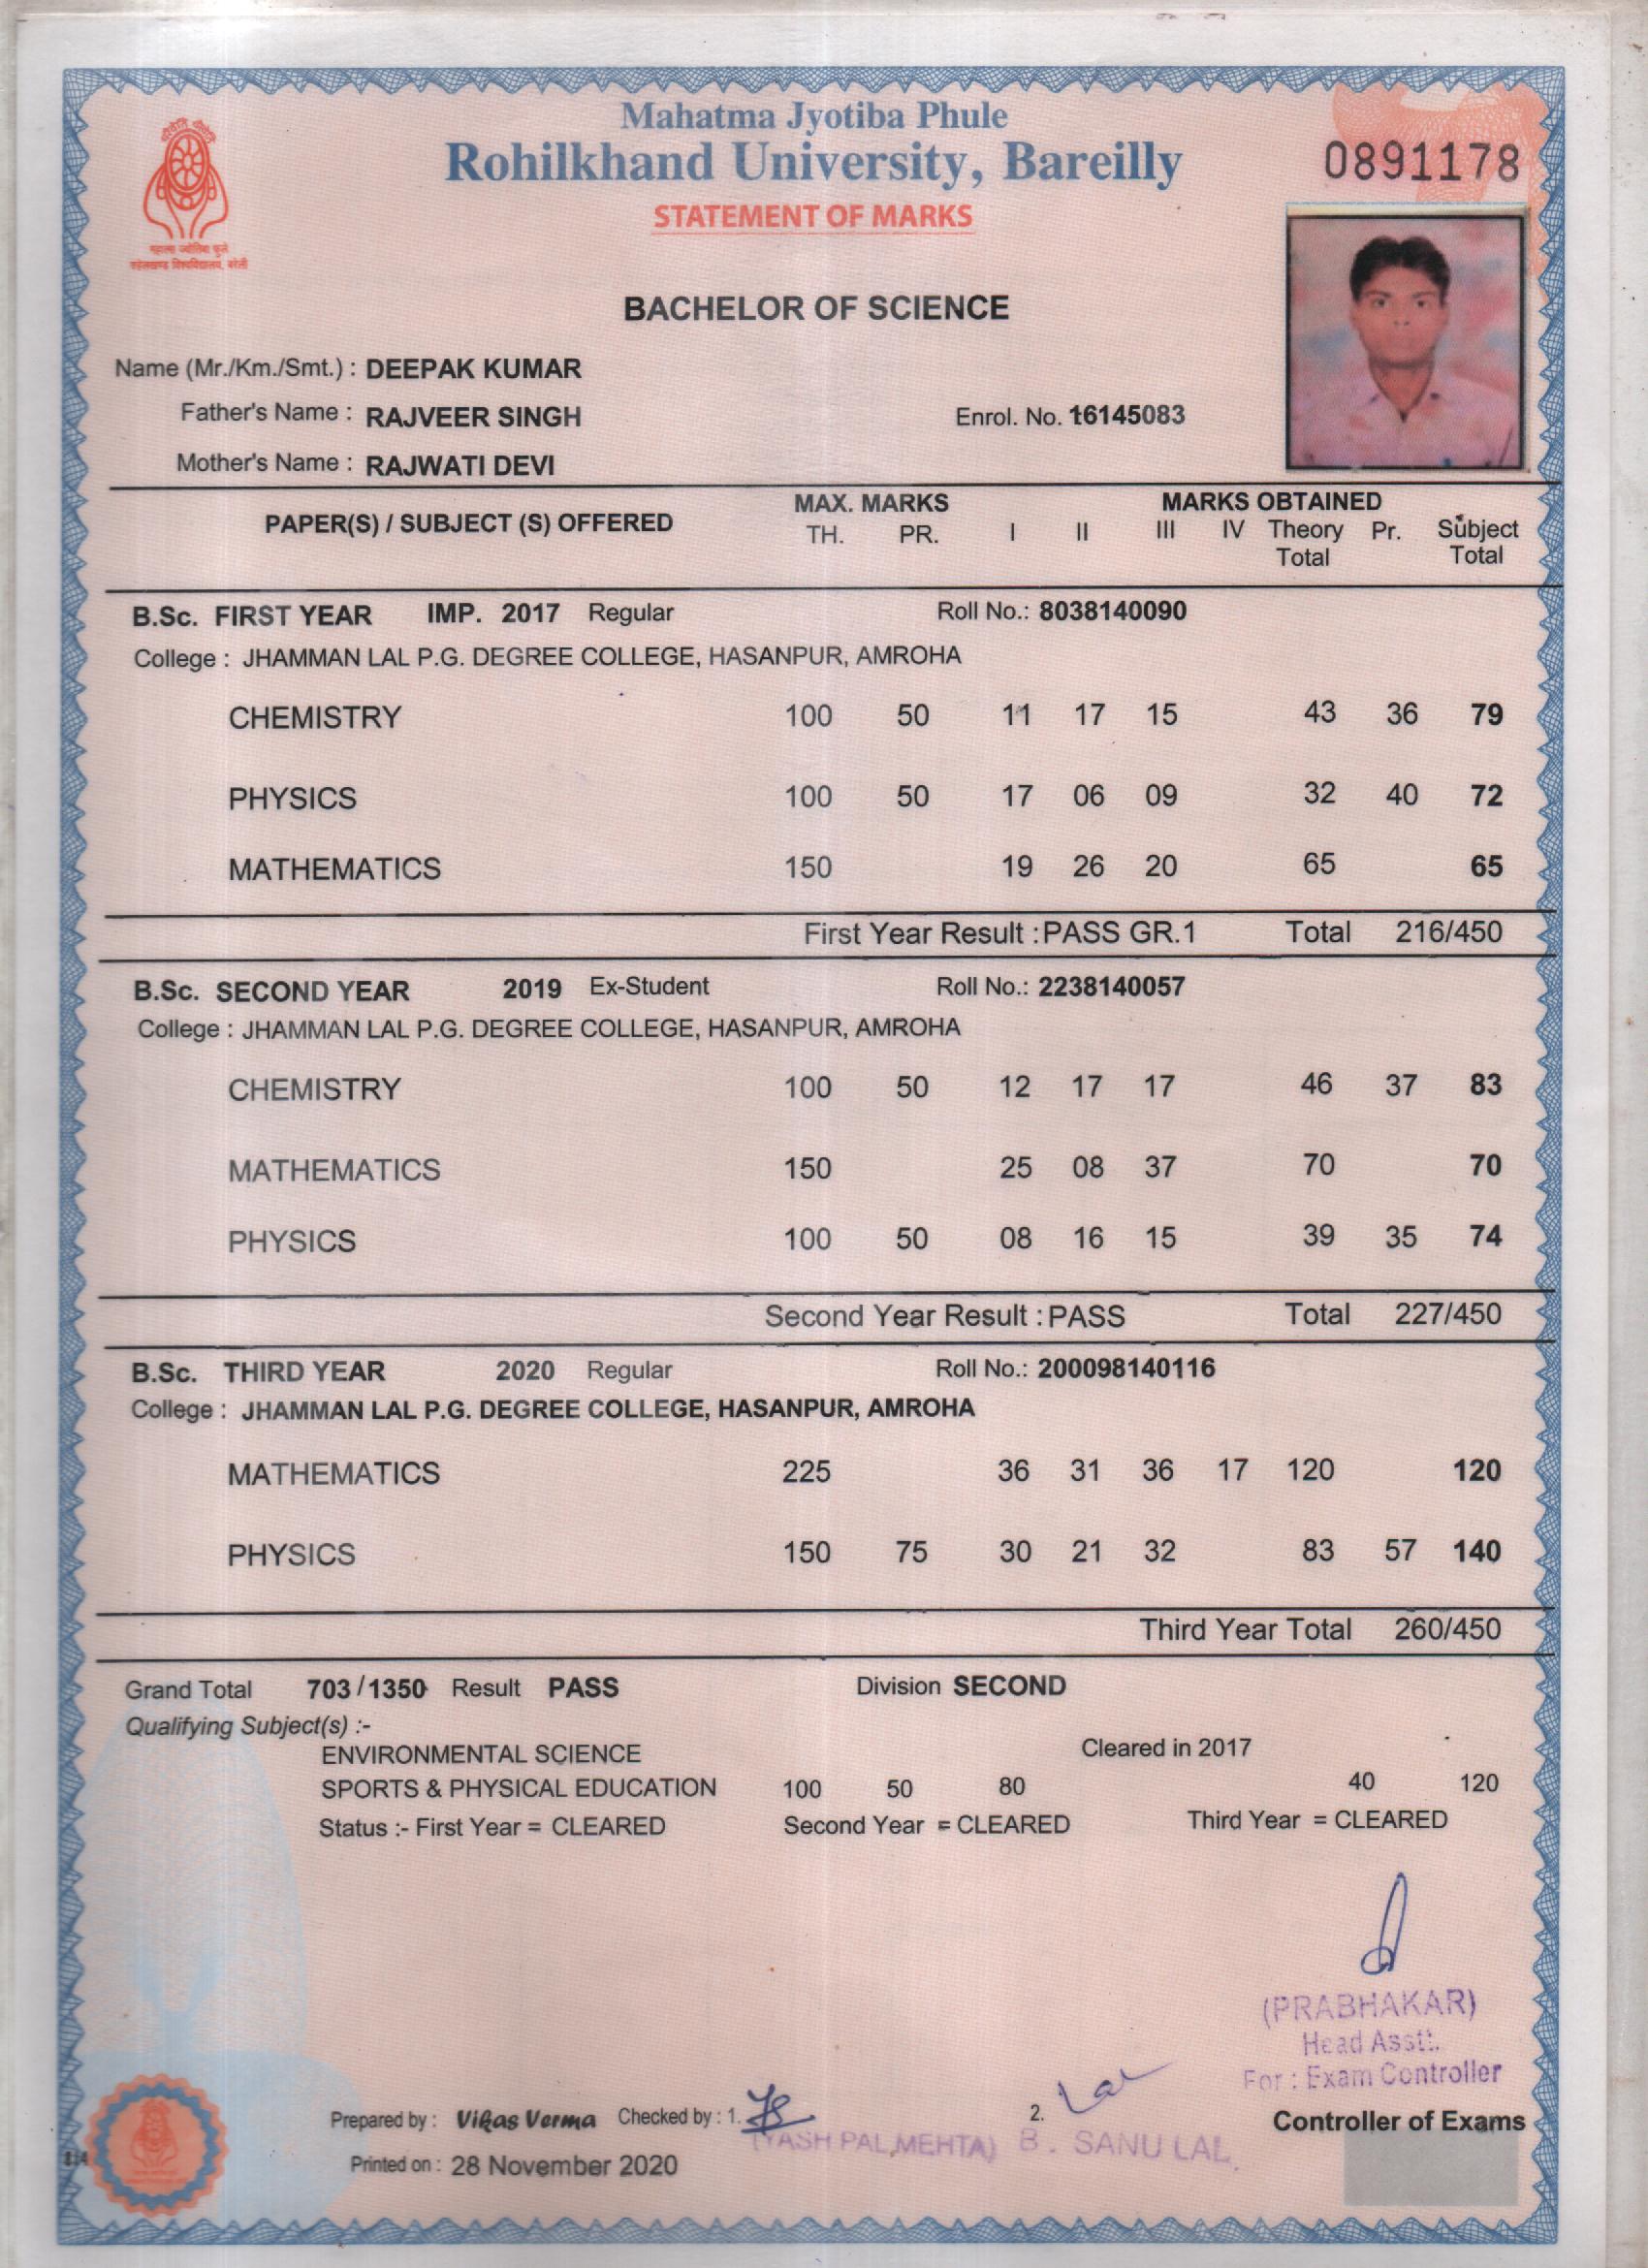 Mahatma Jyotiba Phule
Rohilkhand University, Bareilly
0891178
STATEMENT OF MARKS
महात्मा ज्योतिबा फुले
रुहेलखण्ड विश्वविद्यालय, बरेली
BACHELOR OF SCIENCE
Name (Mr./Km./Smt.) : DEEPAK KUMAR
Father's Name : RAJVEER SINGH Enrol. No. 16145083
Mother's Name : RAJWATI DEVI
PAPER(S) / SUBJECT (S) OFFERED MAX. MARKS MARKS OBTAINED
TH. PR. I II III IV Theory Total Pr. Subject Total
B.Sc. FIRST YEAR IMP. 2017 Regular Roll No.: 8038140090
College : JHAMMAN LAL P.G. DEGREE COLLEGE, HASANPUR, AMROHA
CHEMISTRY 100 50 11 17 15 43 36 79
PHYSICS 100 50 17 06 09 32 40 72
MATHEMATICS 150 19 26 20 65 65
First Year Result : PASS GR.1 Total 216/450
B.Sc. SECOND YEAR 2019 Ex-Student Roll No.: 2238140057
College : JHAMMAN LAL P.G. DEGREE COLLEGE, HASANPUR, AMROHA
CHEMISTRY 100 50 12 17 17 46 37 83
MATHEMATICS 150 25 08 37 70 70
PHYSICS 100 50 08 16 15 39 35 74
Second Year Result : PASS Total 227/450
B.Sc. THIRD YEAR 2020 Regular Roll No.: 200098140116
College : JHAMMAN LAL P.G. DEGREE COLLEGE, HASANPUR, AMROHA
MATHEMATICS 225 36 31 36 17 120 120
PHYSICS 150 75 30 21 32 83 57 140
Third Year Total 260/450
Grand Total 703 / 1350 Result PASS Division SECOND
Qualifying Subject(s) :-
ENVIRONMENTAL SCIENCE Cleared in 2017
SPORTS & PHYSICAL EDUCATION 100 50 80 40 120
Status :- First Year = CLEARED Second Year = CLEARED Third Year = CLEARED
(PRABHAKAR)
Head Asstt.
For : Exam Controller
Prepared by : Vikas Verma Checked by : 1. 2. Controller of Exams
(YASH PAL MEHTA) B. SANU LAL
Printed on : 28 November 2020